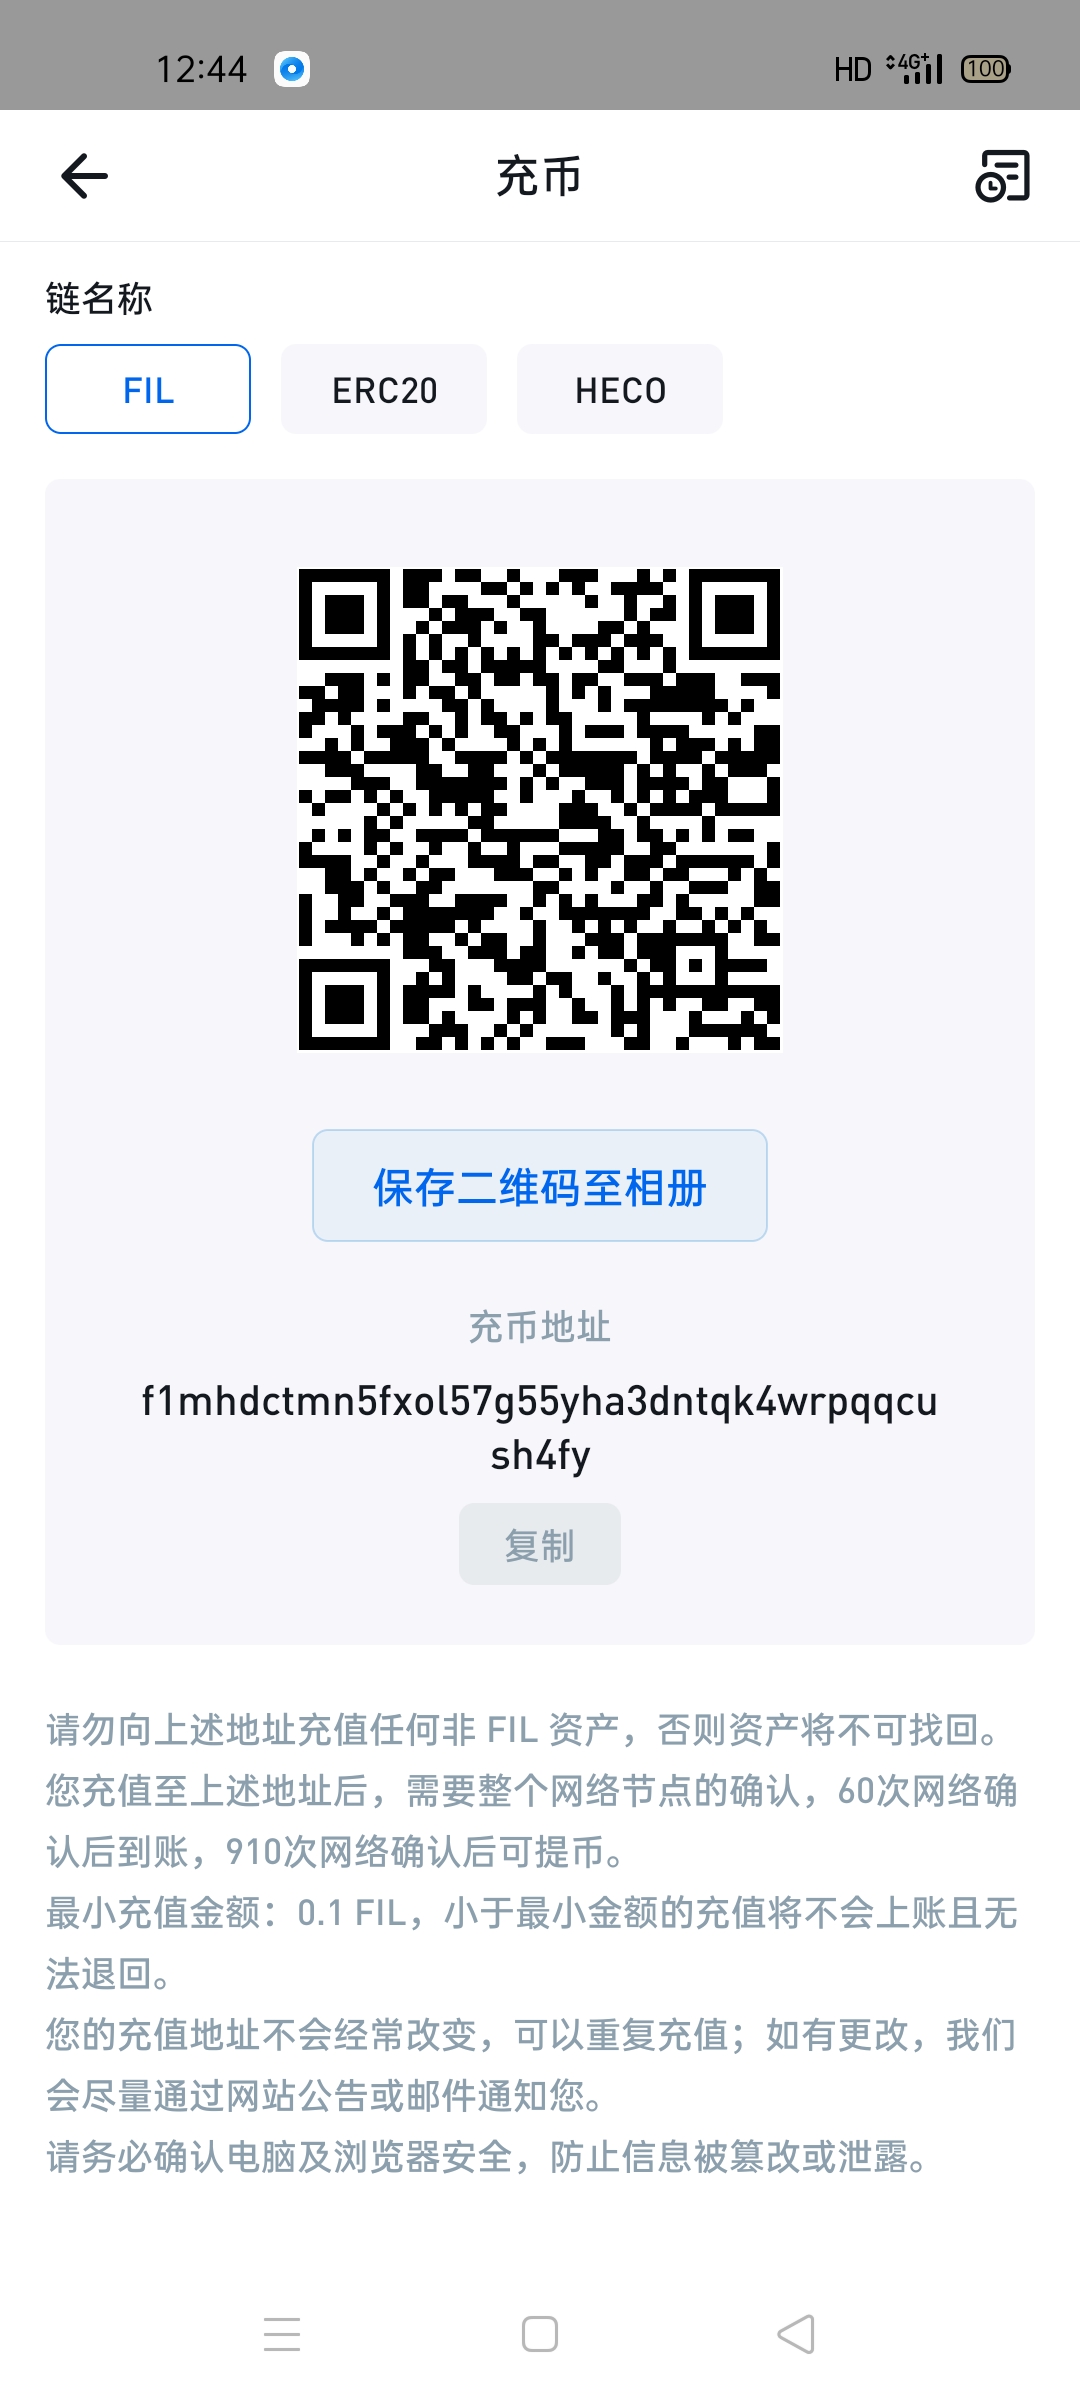 12:44
HD 4G+ 100
充币
链名称
FIL ERC20 HECO
保存二维码至相册
充币地址
f1mhdctmn5fxol57g55yha3dntqk4wrpqqcu
sh4fy
复制
请勿向上述地址充值任何非 FIL 资产，否则资产将不可找回。
您充值至上述地址后，需要整个网络节点的确认，60次网络确
认后到账，910次网络确认后可提币。
最小充值金额：0.1 FIL，小于最小金额的充值将不会上账且无
法退回。
您的充值地址不会经常改变，可以重复充值；如有更改，我们
会尽量通过网站公告或邮件通知您。
请务必确认电脑及浏览器安全，防止信息被篡改或泄露。